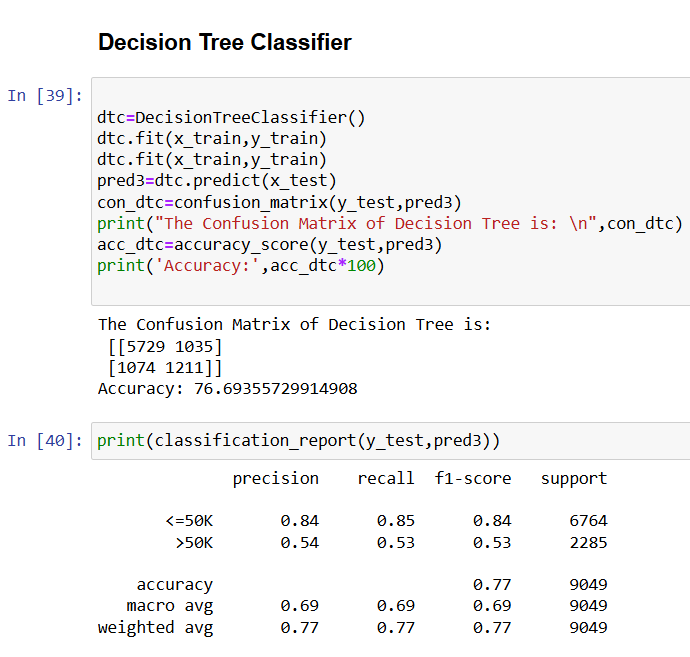 Decision Tree Classifier
In [39]:
dtc=DecisionTreeClassifier()
dtc.fit(x_train,y_train)
dtc.fit(x_train,y_train)
pred3=dtc.predict(x_test)
con_dtc=confusion_matrix(y_test,pred3)
print("The Confusion Matrix of Decision Tree is: \n",con_dtc)
acc_dtc=accuracy_score(y_test,pred3)
print('Accuracy:',acc_dtc*100)
The Confusion Matrix of Decision Tree is:
[[5729 1035]
[1074 1211]]
Accuracy: 76.69355729914908
In [40]: print(classification_report(y_test,pred3))
precision recall f1-score support
<=50K 0.84 0.85 0.84 6764
>50K 0.54 0.53 0.53 2285
accuracy 0.77 9049
macro avg 0.69 0.69 0.69 9049
weighted avg 0.77 0.77 0.77 9049